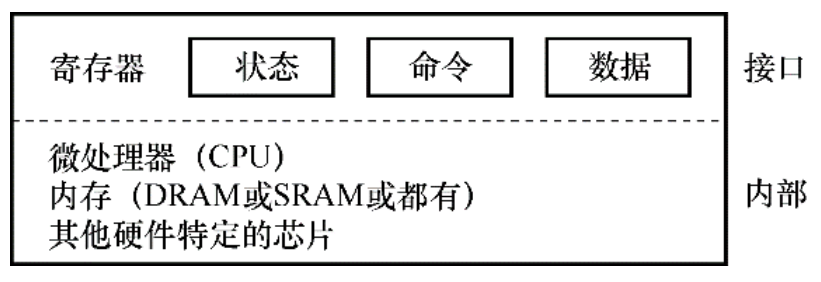 寄存器 状态 命令 数据 接口
微处理器（CPU）
内存（DRAM或SRAM或都有） 内部
其他硬件特定的芯片